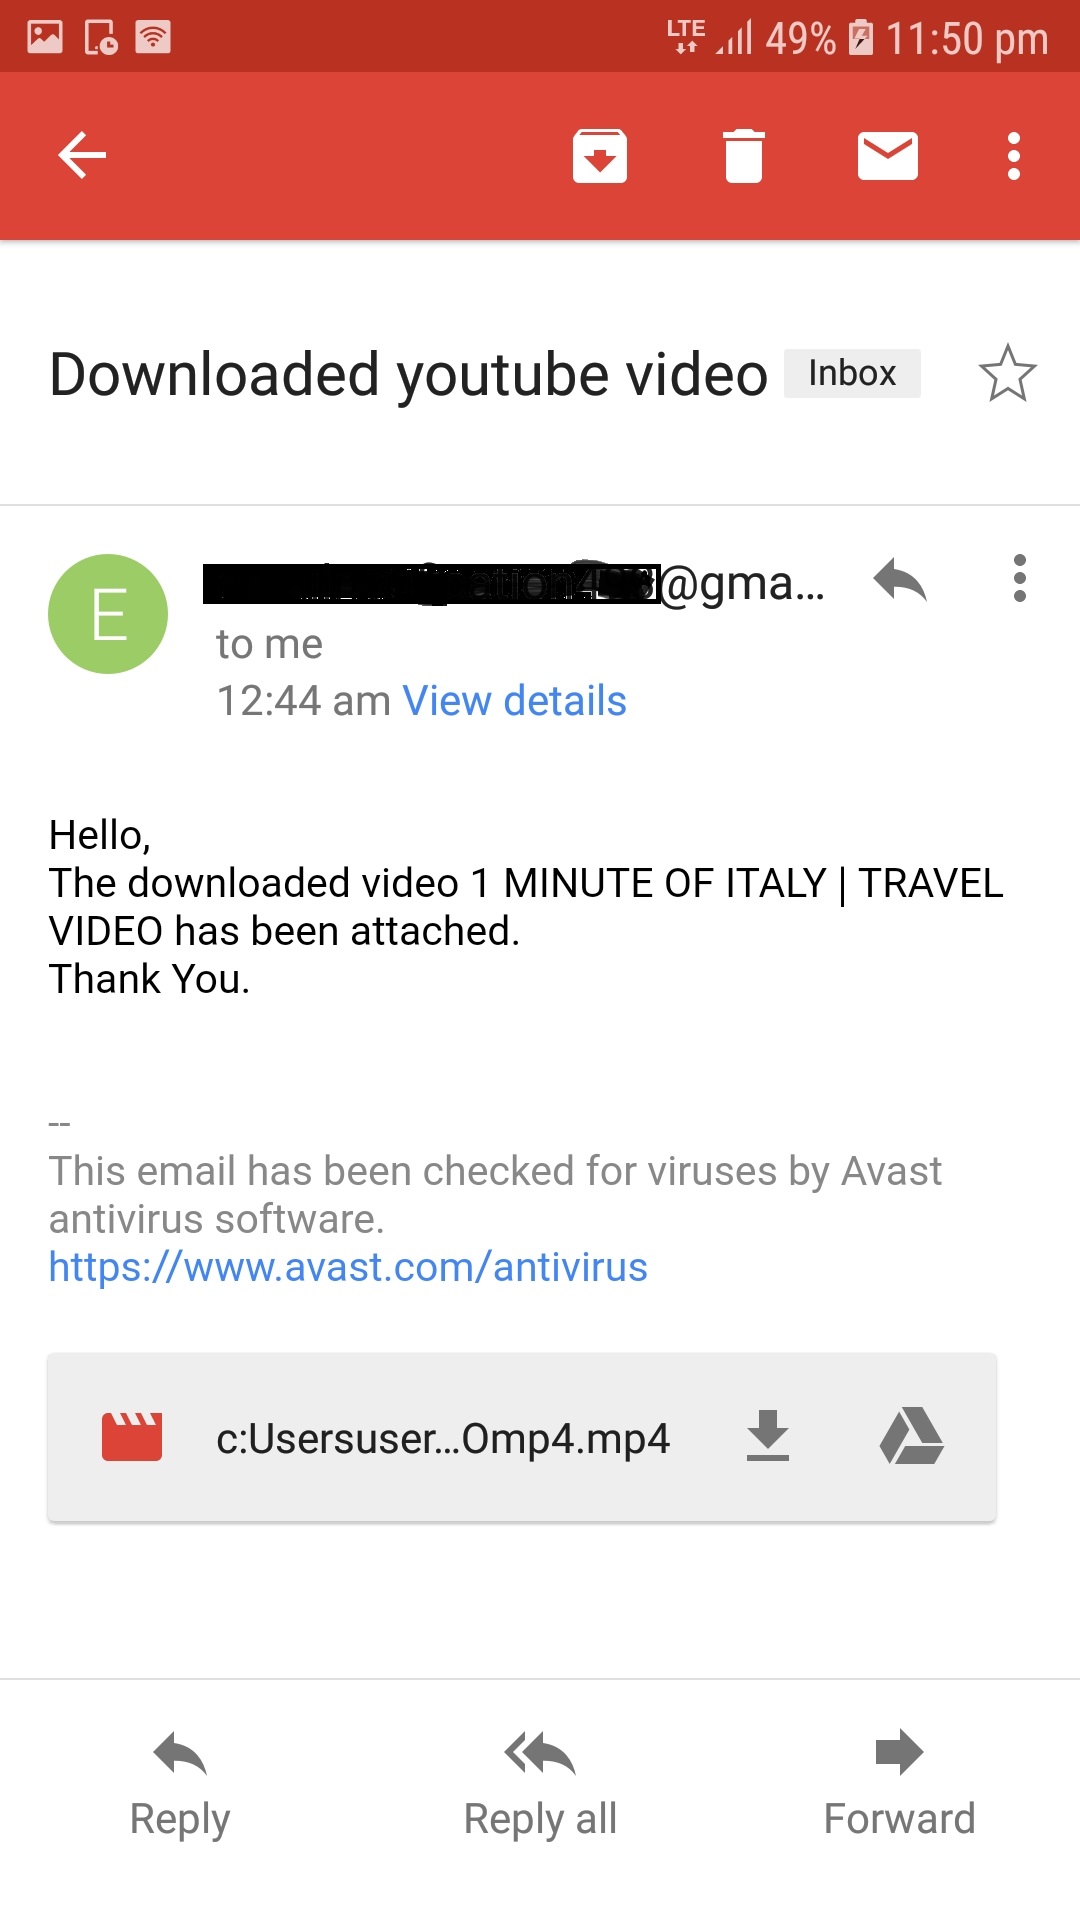 LTE 49% 11:50 pm
Downloaded youtube video Inbox
E
@gma...
to me
12:44 am View details
Hello,
The downloaded video 1 MINUTE OF ITALY | TRAVEL
VIDEO has been attached.
Thank You.
--
This email has been checked for viruses by Avast
antivirus software.
https://www.avast.com/antivirus
c:Usersuser...Omp4.mp4
Reply Reply all Forward